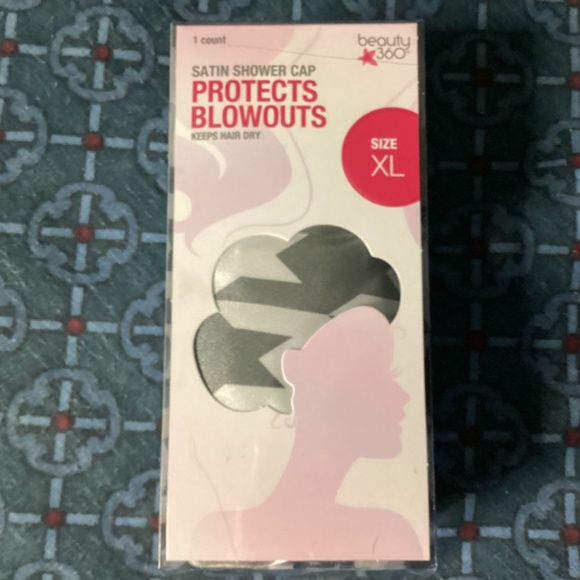 1 count
beauty
360°
SATIN SHOWER CAP
PROTECTS
BLOWOUTS
KEEPS HAIR DRY
SIZE
XL